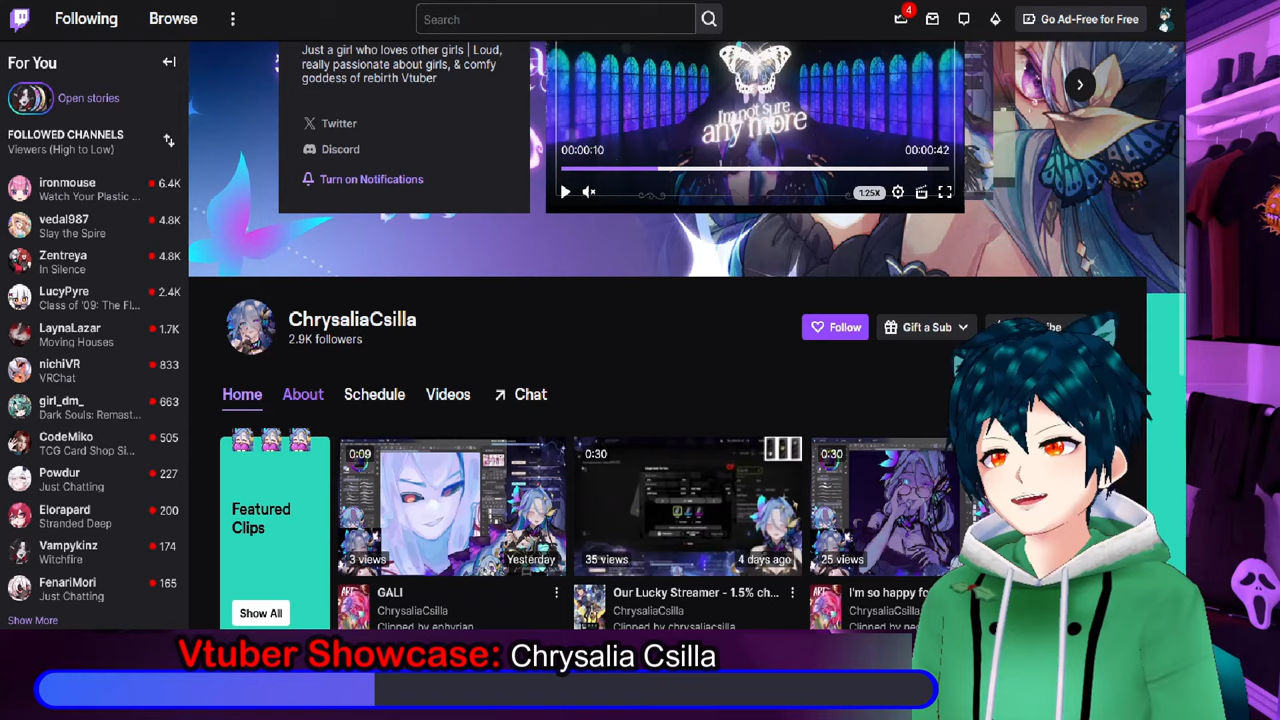 Following
Browse
Search
4
Go Ad-Free for Free
For You
Open stories
FOLLOWED CHANNELS
Viewers (High to Low)
ironmouse
6.4K
Watch Your Plastic ...
vedal987
4.8K
Slay the Spire
Zentreya
4.8K
In Silence
LucyPyre
2.4K
Class of '09: The Fl...
LaynaLazar
1.7K
Moving Houses
nichiVR
833
VRChat
girl_dm_
663
Dark Souls: Remast...
CodeMiko
505
TCG Card Shop Si...
Powdur
227
Just Chatting
Elorapard
200
Stranded Deep
Vampykinz
174
Witchfire
FenariMori
165
Just Chatting
Show More
Just a girl who loves other girls | Loud,
really passionate about girls, & comfy
goddess of rebirth Vtuber
Twitter
Discord
Turn on Notifications
I'm not sure
any more
00:00:10
00:00:42
1.25X
ChrysaliaCsilla
2.9K followers
Follow
Gift a Sub
Home
About
Schedule
Videos
Chat
Featured
Clips
Show All
0:09
3 views
Yesterday
GALI
ChrysaliaCsilla
Clipped by enhyrian
0:30
35 views
4 days ago
Our Lucky Streamer - 1.5% ch...
ChrysaliaCsilla
Clipped by chrysaliacsilla
0:30
25 views
I'm so happy fo
ChrysaliaCsilla
Vtuber Showcase: Chrysalia Csilla